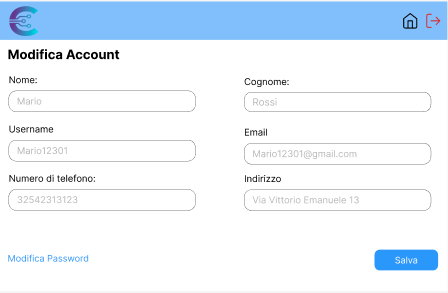 Modifica Account
Nome:
Mario
Cognome:
Rossi
Username
Mario12301
Email
Mario12301@gmail.com
Numero di telefono:
32542313123
Indirizzo
Via Vittorio Emanuele 13
Modifica Password
Salva